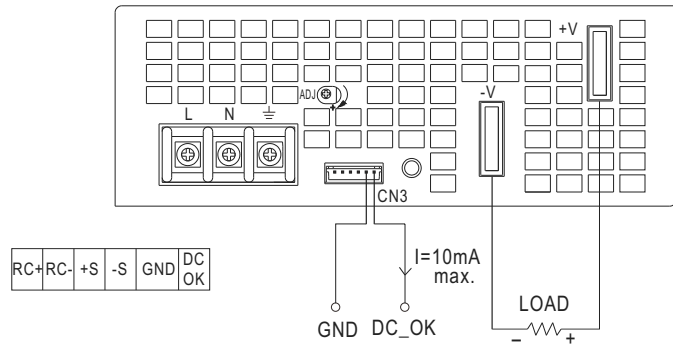 +V
ADJ
+
-V
L N ⏚
CN3
RC+ RC- +S -S GND DC OK
I=10mA
max.
GND DC_OK
LOAD
– +